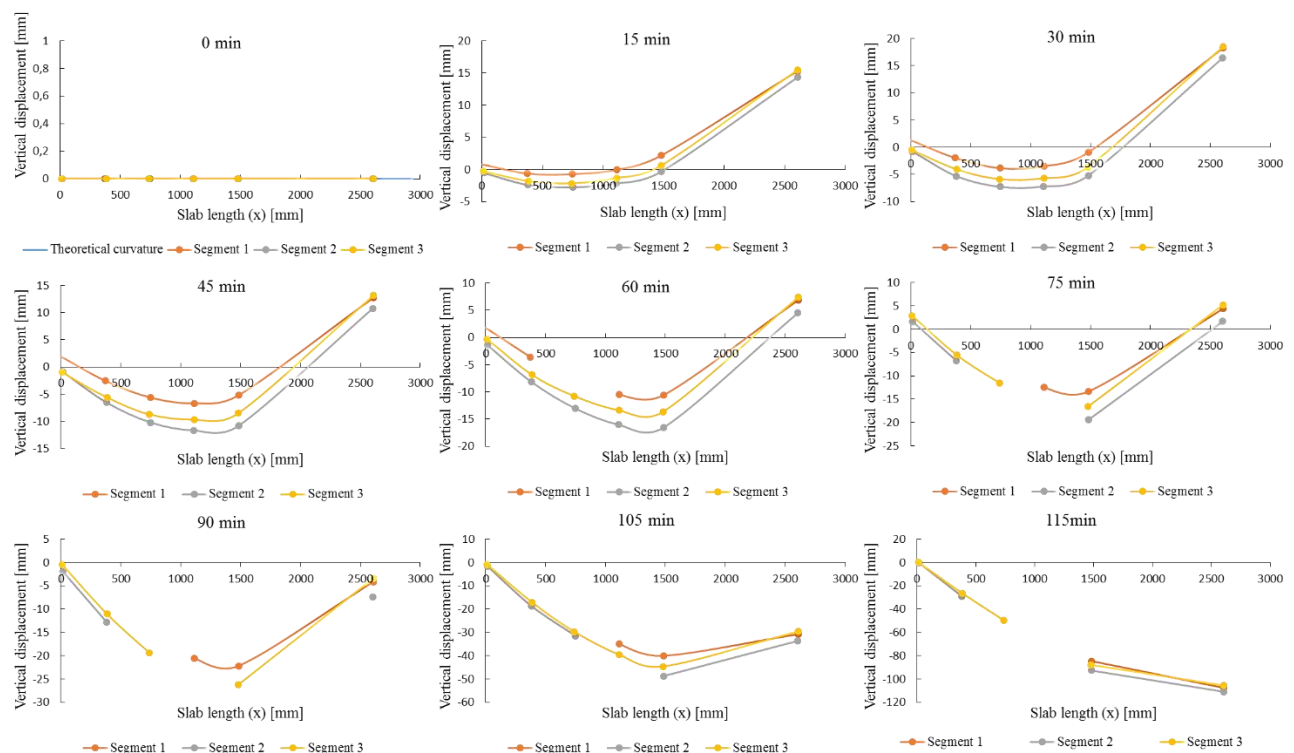 0 min
Vertical displacement [mm]
1
0,8
0,6
0,4
0,2
0
0 500 1000 1500 2000 2500 3000
Slab length (x) [mm]
Theoretical curvature Segment 1 Segment 2 Segment 3
15 min
Vertical displacement [mm]
20
15
10
5
0
-5
0 500 1000 1500 2000 2500 3000
Slab length (x) [mm]
Segment 1 Segment 2 Segment 3
30 min
Vertical displacement [mm]
20
15
10
5
0
-5
-10
0 500 1000 1500 2000 2500 3000
Slab length (x) [mm]
Segment 1 Segment 2 Segment 3
45 min
Vertical displacement [mm]
15
10
5
0
-5
-10
-15
0 500 1000 1500 2000 2500 3000
Slab length (x) [mm]
Segment 1 Segment 2 Segment 3
60 min
Vertical displacement [mm]
10
5
0
-5
-10
-15
-20
0 500 1000 1500 2000 2500 3000
Slab length (x) [mm]
Segment 1 Segment 2 Segment 3
75 min
Vertical displacement [mm]
10
5
0
-5
-10
-15
-20
-25
0 500 1000 1500 2000 2500 3000
Slab length (x) [mm]
Segment 1 Segment 2 Segment 3
90 min
Vertical displacement [mm]
5
0
-5
-10
-15
-20
-25
-30
0 500 1000 1500 2000 2500 3000
Slab length (x) [mm]
Segment 1 Segment 2 Segment 3
105 min
Vertical displacement [mm]
10
0
-10
-20
-30
-40
-50
-60
0 500 1000 1500 2000 2500 3000
Slab length (x) [mm]
Segment 1 Segment 2 Segment 3
115min
Vertical displacement [mm]
20
0
-20
-40
-60
-80
-100
-120
0 500 1000 1500 2000 2500 3000
Slab length (x) [mm]
Segment 1 Segment 2 Segment 3